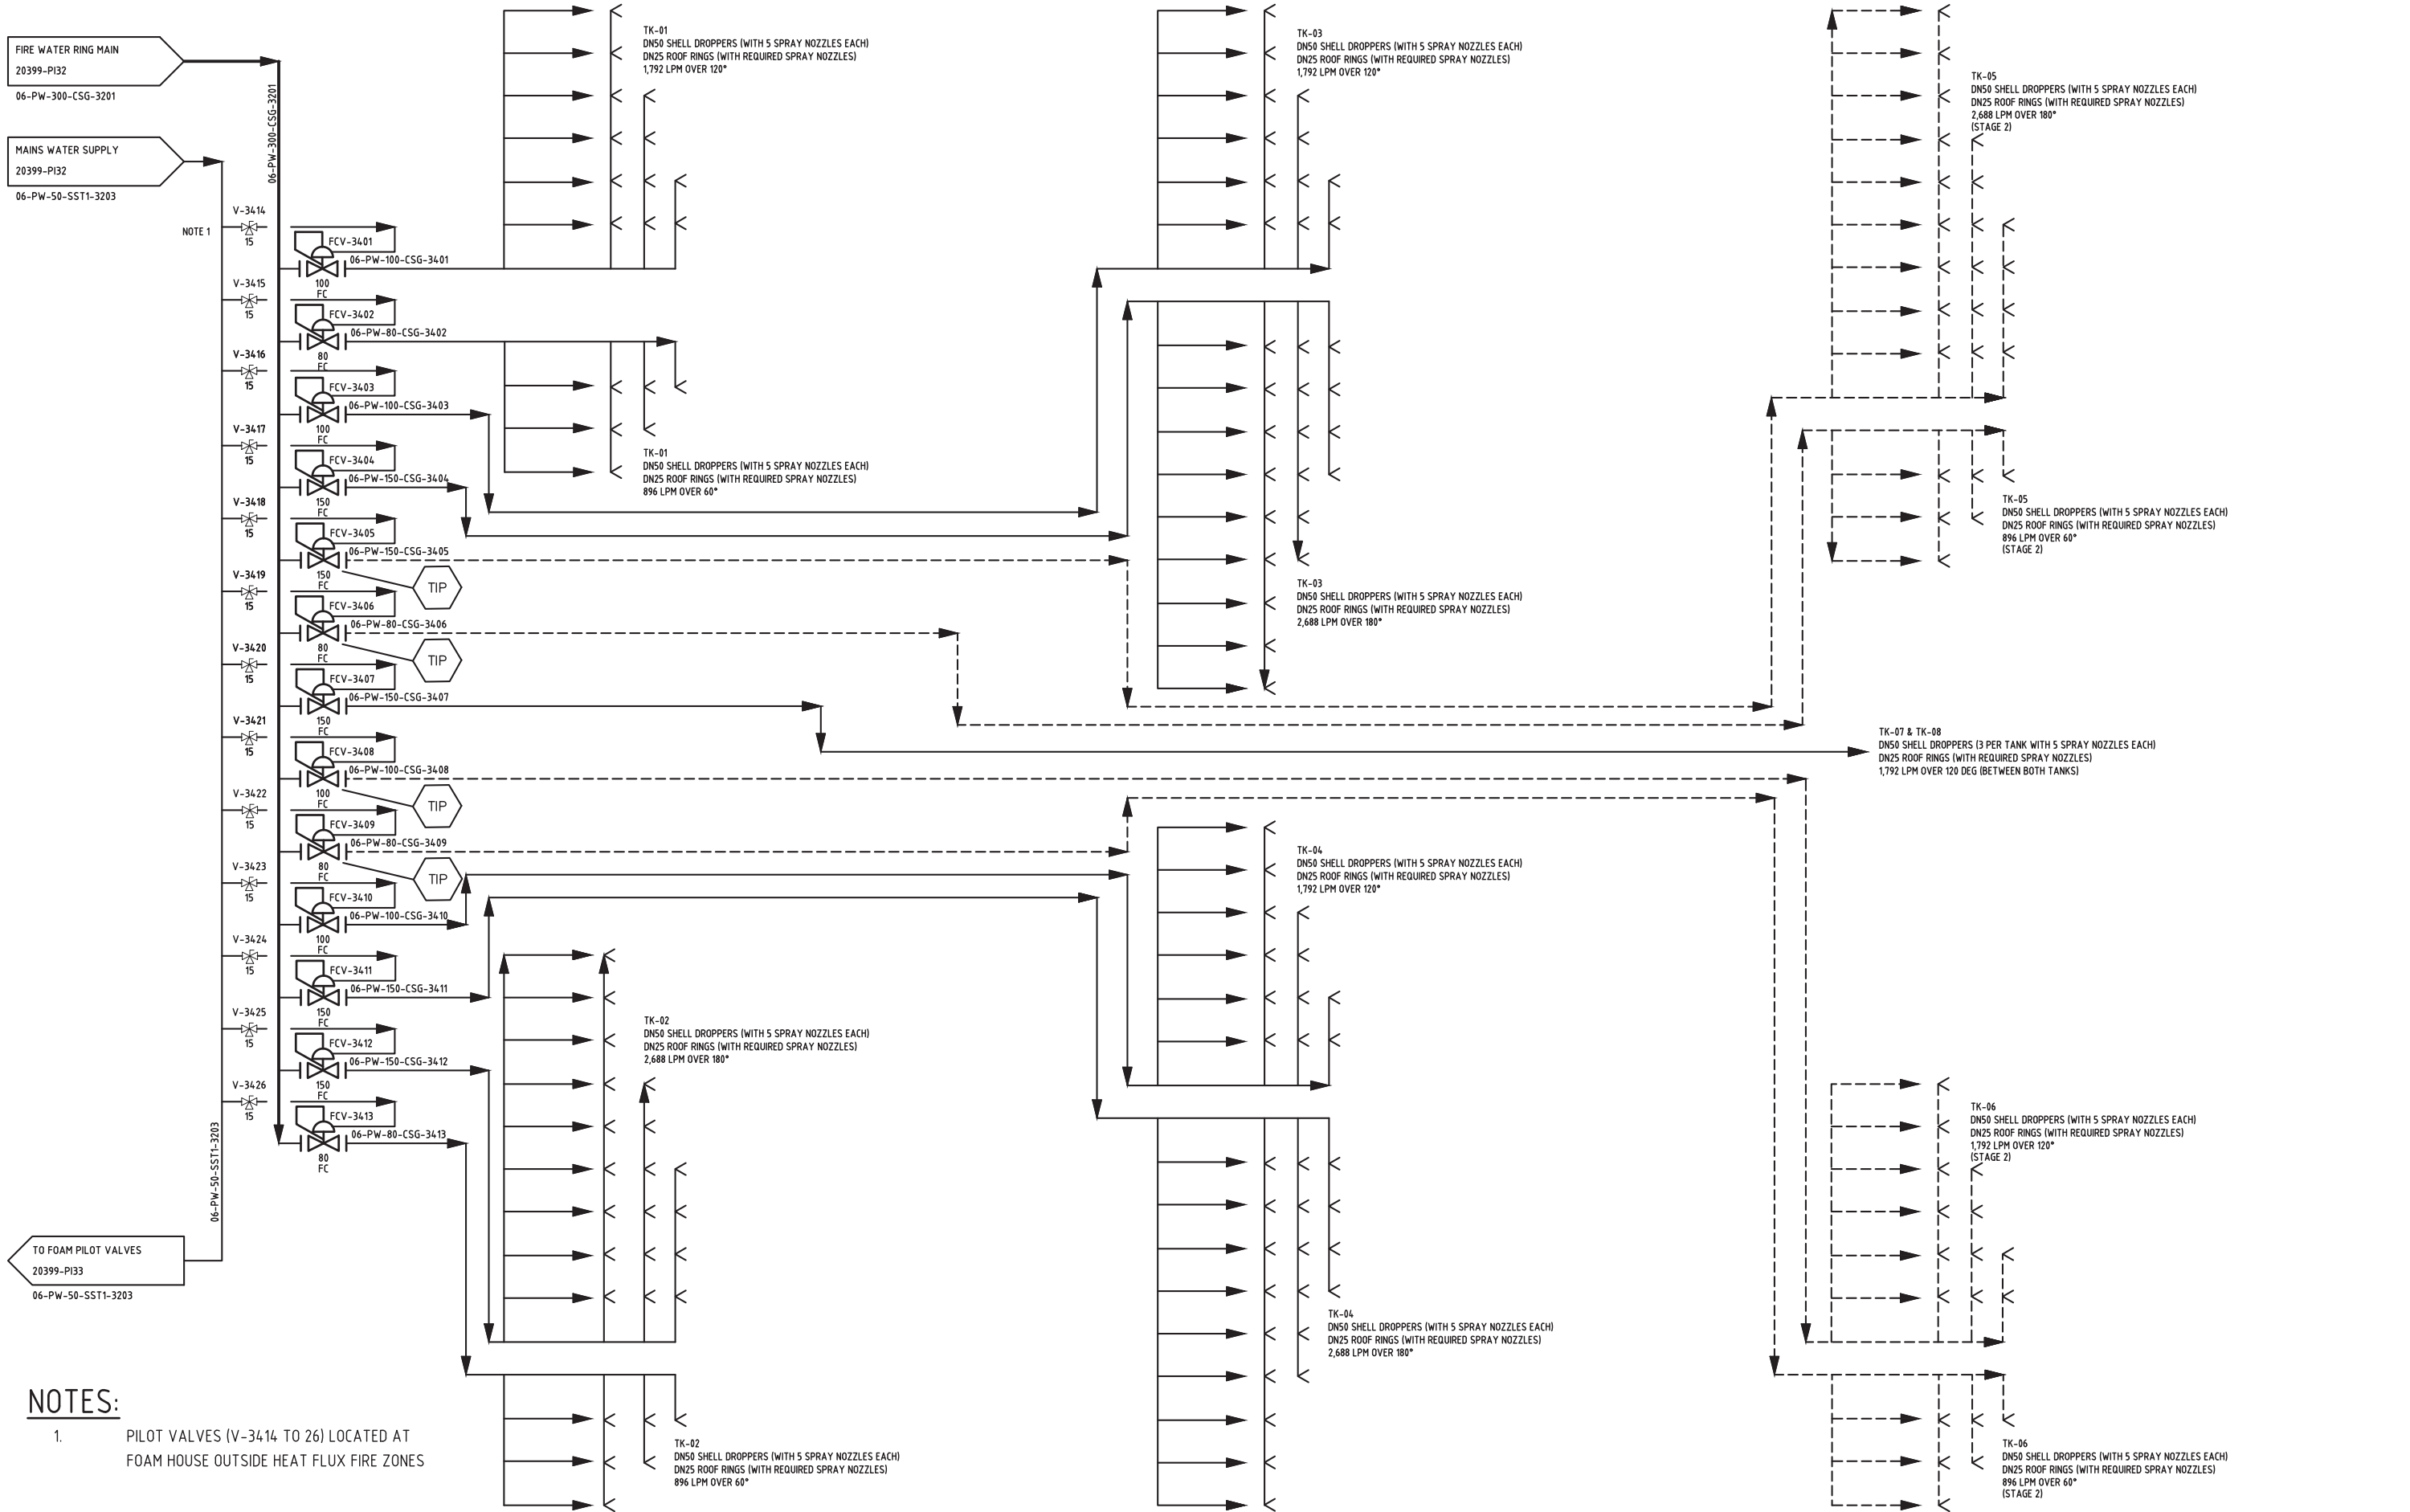 FIRE WATER RING MAIN
20399-PI32
06-PW-300-CSG-3201
MAINS WATER SUPPLY
20399-PI32
06-PW-50-SST1-3203
06-PW-300-CSG-3201
NOTE 1
V-3414
15
FCV-3401
06-PW-100-CSG-3401
100
FC
V-3415
15
FCV-3402
06-PW-80-CSG-3402
80
FC
V-3416
15
FCV-3403
06-PW-100-CSG-3403
100
FC
V-3417
15
FCV-3404
06-PW-150-CSG-3404
150
FC
V-3418
15
FCV-3405
06-PW-150-CSG-3405
150
FC
TIP
V-3419
15
FCV-3406
06-PW-80-CSG-3406
80
FC
TIP
V-3420
15
FCV-3407
06-PW-150-CSG-3407
150
FC
V-3421
15
FCV-3408
06-PW-100-CSG-3408
100
FC
TIP
V-3422
15
FCV-3409
06-PW-80-CSG-3409
80
FC
TIP
V-3423
15
FCV-3410
06-PW-100-CSG-3410
100
FC
V-3424
15
FCV-3411
06-PW-150-CSG-3411
150
FC
V-3425
15
FCV-3412
06-PW-150-CSG-3412
150
FC
V-3426
15
FCV-3413
06-PW-80-CSG-3413
80
FC
06-PW-50-SST1-3203
TO FOAM PILOT VALVES
20399-PI33
06-PW-50-SST1-3203
TK-01
DN50 SHELL DROPPERS (WITH 5 SPRAY NOZZLES EACH)
DN25 ROOF RINGS (WITH REQUIRED SPRAY NOZZLES)
1,792 LPM OVER 120°
TK-01
DN50 SHELL DROPPERS (WITH 5 SPRAY NOZZLES EACH)
DN25 ROOF RINGS (WITH REQUIRED SPRAY NOZZLES)
896 LPM OVER 60°
TK-02
DN50 SHELL DROPPERS (WITH 5 SPRAY NOZZLES EACH)
DN25 ROOF RINGS (WITH REQUIRED SPRAY NOZZLES)
2,688 LPM OVER 180°
TK-02
DN50 SHELL DROPPERS (WITH 5 SPRAY NOZZLES EACH)
DN25 ROOF RINGS (WITH REQUIRED SPRAY NOZZLES)
896 LPM OVER 60°
TK-03
DN50 SHELL DROPPERS (WITH 5 SPRAY NOZZLES EACH)
DN25 ROOF RINGS (WITH REQUIRED SPRAY NOZZLES)
1,792 LPM OVER 120°
TK-03
DN50 SHELL DROPPERS (WITH 5 SPRAY NOZZLES EACH)
DN25 ROOF RINGS (WITH REQUIRED SPRAY NOZZLES)
2,688 LPM OVER 180°
TK-04
DN50 SHELL DROPPERS (WITH 5 SPRAY NOZZLES EACH)
DN25 ROOF RINGS (WITH REQUIRED SPRAY NOZZLES)
1,792 LPM OVER 120°
TK-04
DN50 SHELL DROPPERS (WITH 5 SPRAY NOZZLES EACH)
DN25 ROOF RINGS (WITH REQUIRED SPRAY NOZZLES)
2,688 LPM OVER 180°
TK-05
DN50 SHELL DROPPERS (WITH 5 SPRAY NOZZLES EACH)
DN25 ROOF RINGS (WITH REQUIRED SPRAY NOZZLES)
2,688 LPM OVER 180°
(STAGE 2)
TK-05
DN50 SHELL DROPPERS (WITH 5 SPRAY NOZZLES EACH)
DN25 ROOF RINGS (WITH REQUIRED SPRAY NOZZLES)
896 LPM OVER 60°
(STAGE 2)
TK-07 & TK-08
DN50 SHELL DROPPERS (3 PER TANK WITH 5 SPRAY NOZZLES EACH)
DN25 ROOF RINGS (WITH REQUIRED SPRAY NOZZLES)
1,792 LPM OVER 120 DEG (BETWEEN BOTH TANKS)
TK-06
DN50 SHELL DROPPERS (WITH 5 SPRAY NOZZLES EACH)
DN25 ROOF RINGS (WITH REQUIRED SPRAY NOZZLES)
1,792 LPM OVER 120°
(STAGE 2)
TK-06
DN50 SHELL DROPPERS (WITH 5 SPRAY NOZZLES EACH)
DN25 ROOF RINGS (WITH REQUIRED SPRAY NOZZLES)
896 LPM OVER 60°
(STAGE 2)
NOTES:
1. PILOT VALVES (V-3414 TO 26) LOCATED AT
FOAM HOUSE OUTSIDE HEAT FLUX FIRE ZONES